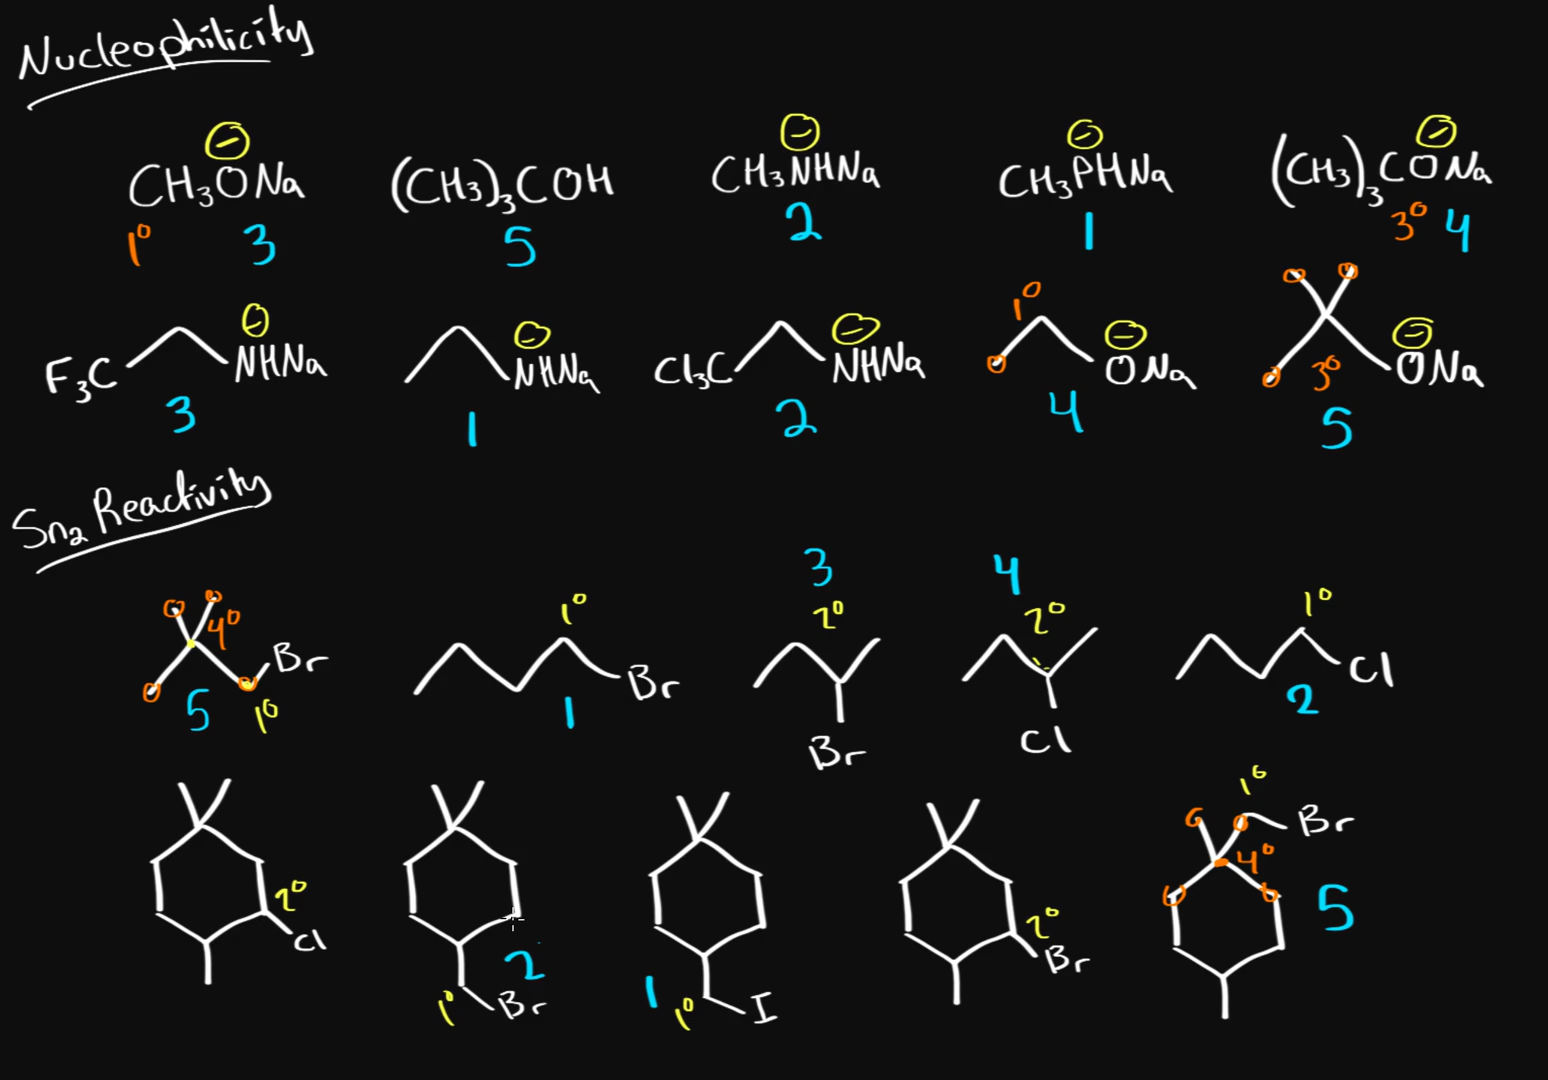 Nucleophilicity
⊖ ⊖ ⊖ ⊖
CH₃ONa (CH₃)₃COH CH₃NHNa CH₃PHNa (CH₃)₃CONa
1° 3 5 2 1 3° 4
⊖ ⊖ ⊖ 1° ⊖ ⊖
F₃C NHNa NHNa Cl₃C NHNa ONa 3° ONa
3 1 2 4 5
Sn₂ Reactivity
3 4
4° 1° 2° 2° 1°
Br Br Cl
5 1° 1 2
Br Cl
1°
Br
4°
2° 5
Cl 2° Br
2 1
1° Br 1° I